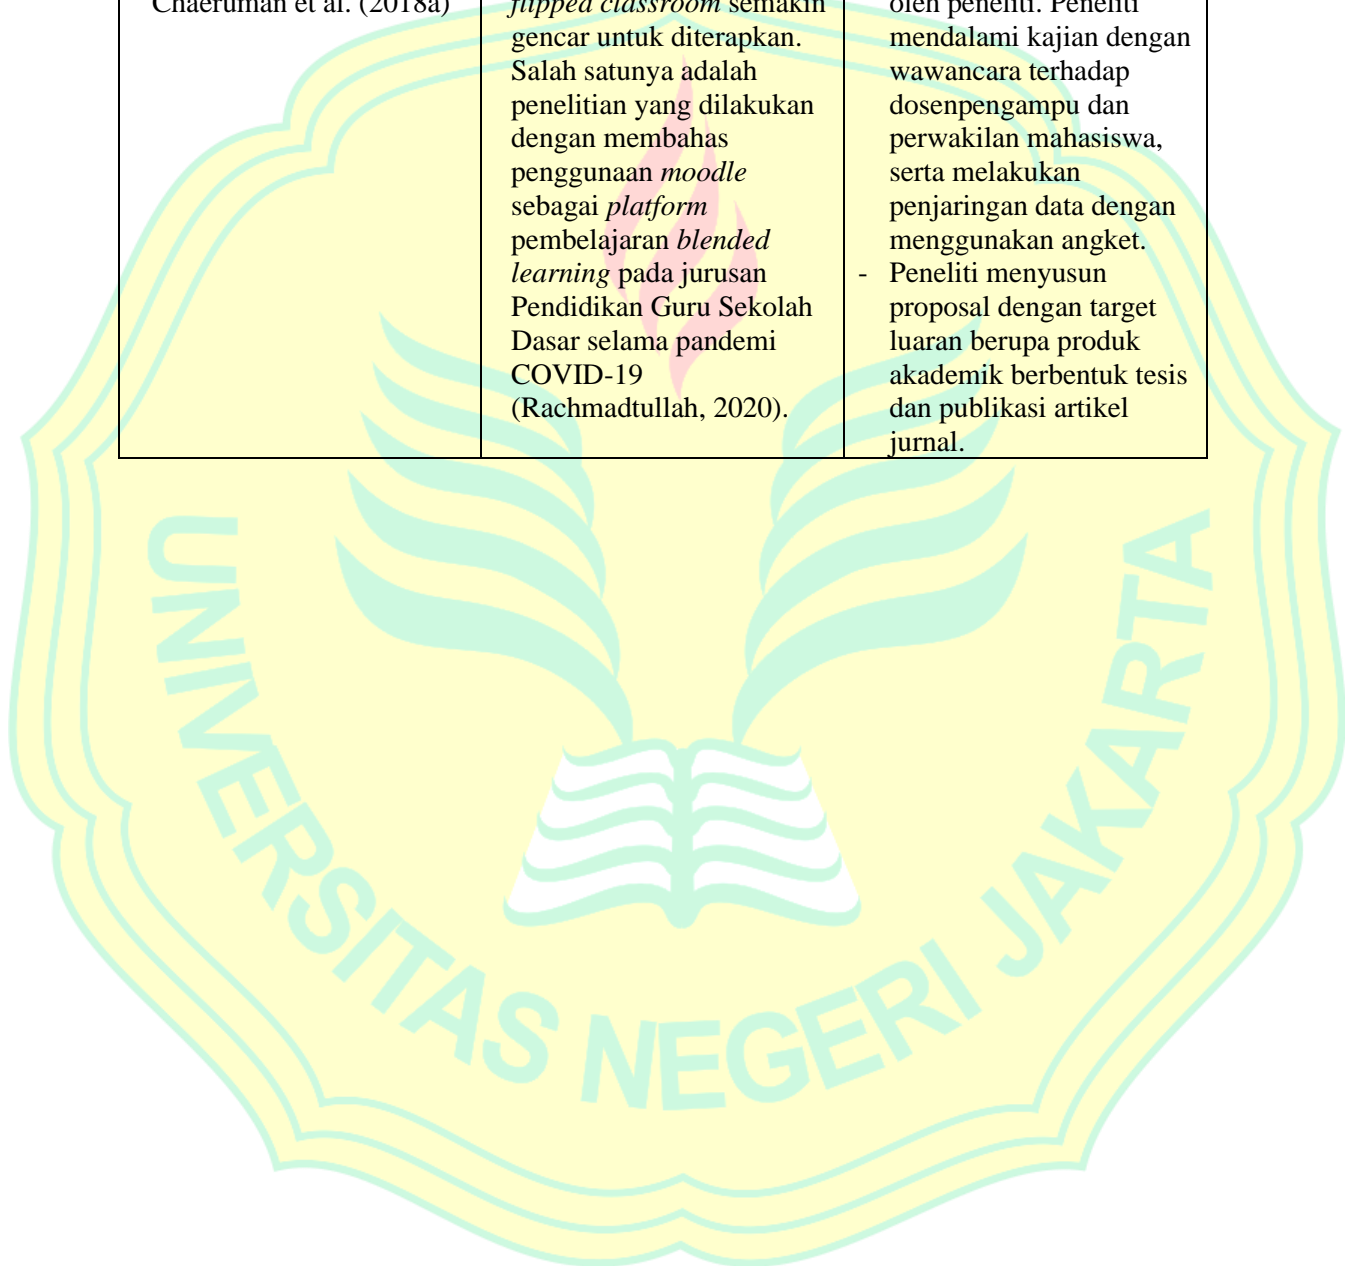 Chaeruman et al. (2018a)
flipped classroom semakin
gencar untuk diterapkan.
Salah satunya adalah
penelitian yang dilakukan
dengan membahas
penggunaan moodle
sebagai platform
pembelajaran blended
learning pada jurusan
Pendidikan Guru Sekolah
Dasar selama pandemi
COVID-19
(Rachmadtullah, 2020).
oleh peneliti. Peneliti
mendalami kajian dengan
wawancara terhadap
dosenpengampu dan
perwakilan mahasiswa,
serta melakukan
penjaringan data dengan
menggunakan angket.
- Peneliti menyusun
proposal dengan target
luaran berupa produk
akademik berbentuk tesis
dan publikasi artikel
jurnal.
UNIVERSITAS NEGERI JAKARTA